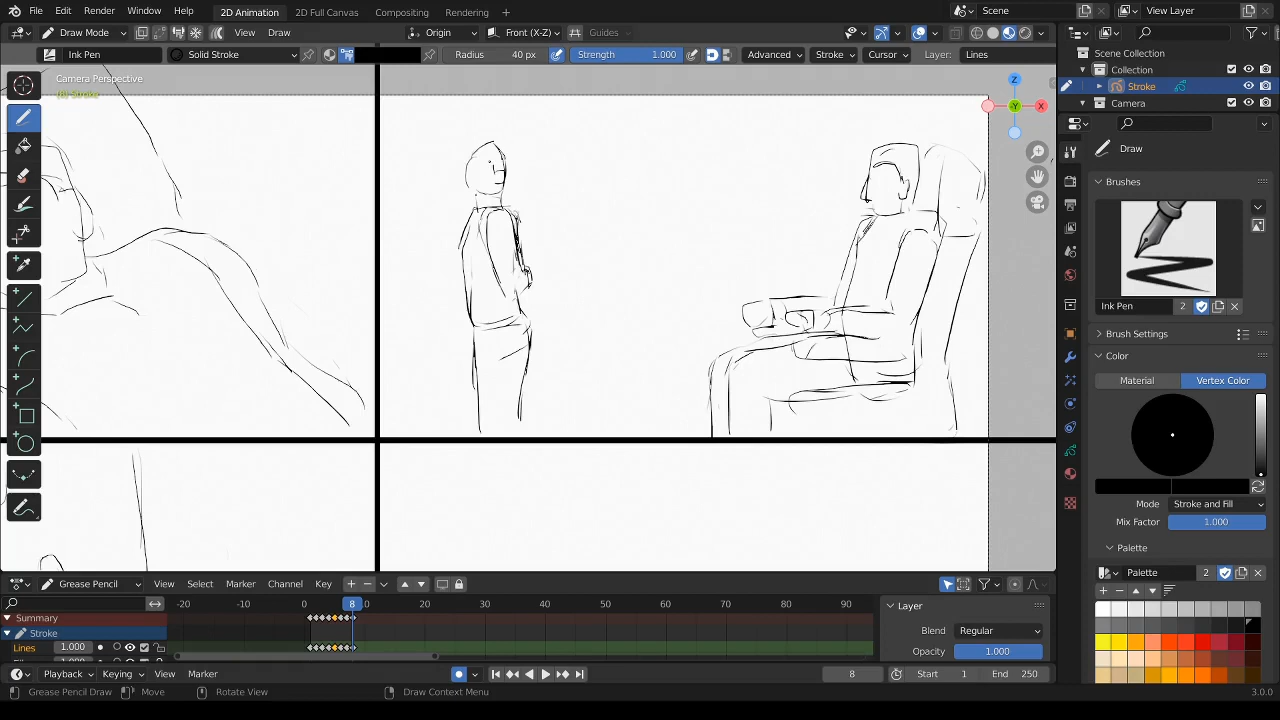 File Edit Render Window Help 2D Animation 2D Full Canvas Compositing Rendering + Scene View Layer
Draw Mode View Draw Origin Front (X-Z) Guides
Ink Pen Solid Stroke Radius 40 px Strength 1.000 Advanced Stroke Cursor Layer: Lines
Camera Perspective
(8) Stroke
Z
Y
X
Scene Collection
Collection
Stroke
Camera
Draw
Brushes
Ink Pen 2
Brush Settings
Color
Material Vertex Color
Mode Stroke and Fill
Mix Factor 1.000
Palette
Palette 2
Grease Pencil View Select Marker Channel Key
-20 -10 0 8 10 20 30 40 50 60 70 80 90
Summary
Stroke
Lines 1.000
Layer
Blend Regular
Opacity 1.000
Playback Keying View Marker 8 Start 1 End 250
Grease Pencil Draw Move Rotate View Draw Context Menu 3.0.0